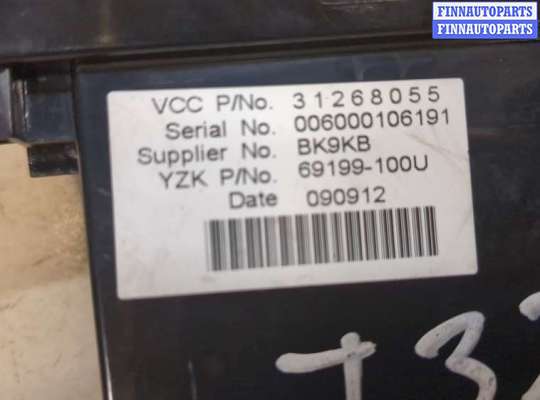 FINNAUTOPARTS
FINNAUTOPARTS
VCC P/No. 31268055
Serial No. 006000106191
Supplier No. BK9KB
YZK P/No. 69199-100U
Date 090912